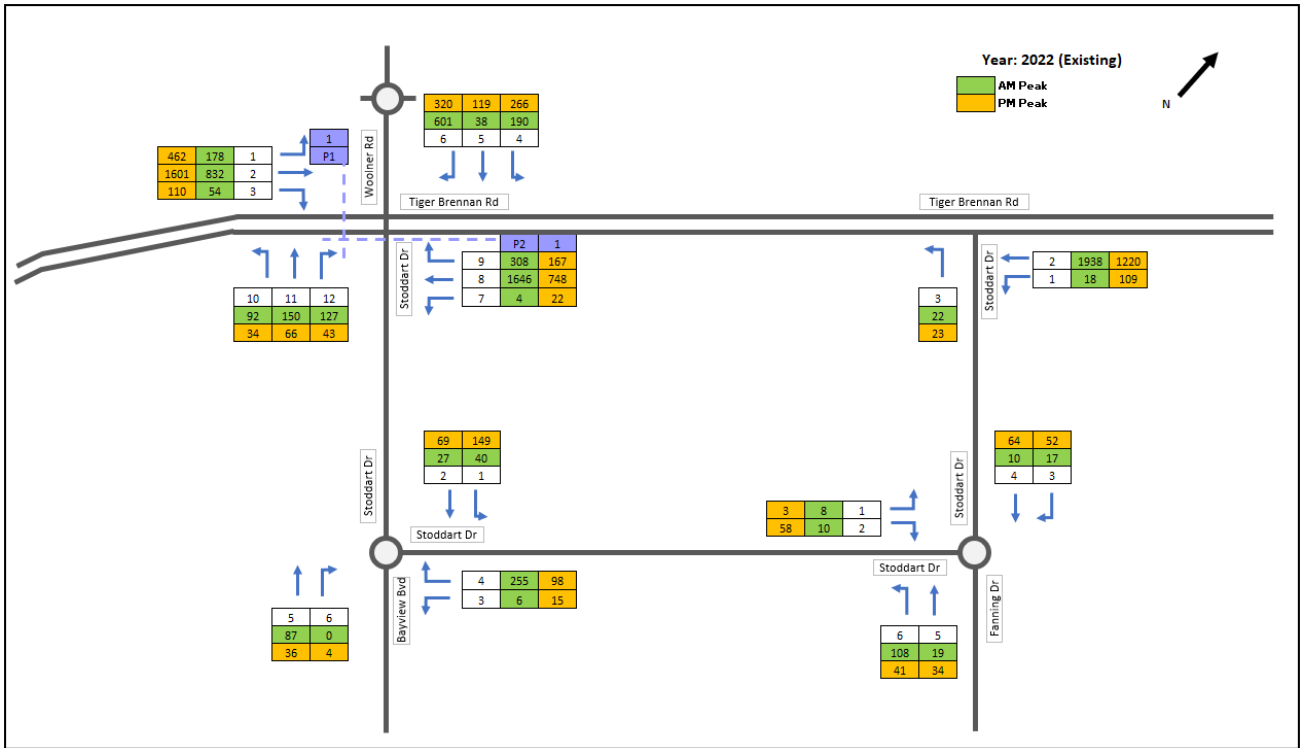 Year: 2022 (Existing)
AM Peak
PM Peak
N
320 119 266
601 38 190
6 5 4
1
P1
462 178 1
1601 832 2
110 54 3
Woolner Rd
Tiger Brennan Rd
Tiger Brennan Rd
P2 1
9 308 167
8 1646 748
7 4 22
Stoddart Dr
10 11 12
92 150 127
34 66 43
3
22
23
Stoddart Dr
2 1938 1220
1 18 109
69 149
27 40
2 1
Stoddart Dr
Stoddart Dr
64 52
10 17
4 3
Stoddart Dr
3 8 1
58 10 2
Stoddart Dr
4 255 98
3 6 15
Bayview Bvd
5 6
87 0
36 4
Fanning Dr
6 5
108 19
41 34